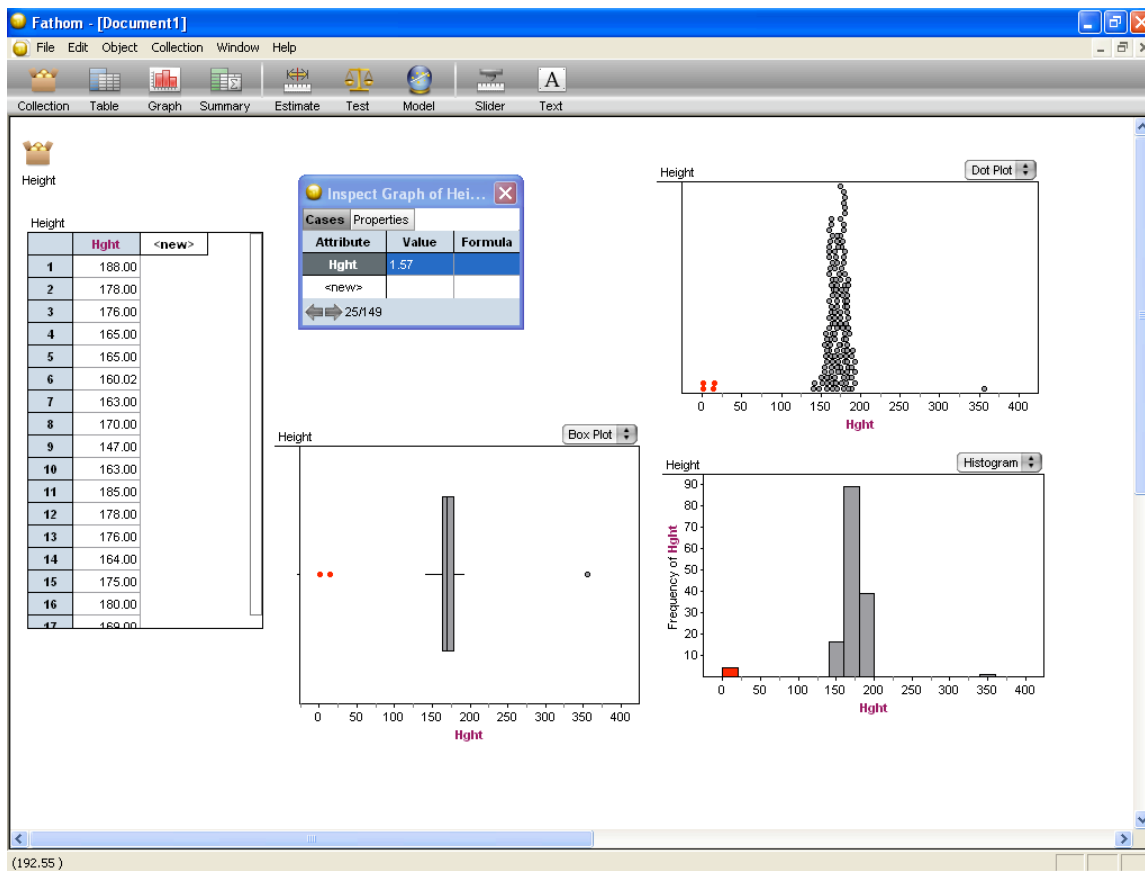 Fathom - [Document1]
File Edit Object Collection Window Help
Collection Table Graph Summary Estimate Test Model Slider A Text
Height
Height
Hght <new>
1 188.00
2 178.00
3 176.00
4 165.00
5 165.00
6 160.02
7 163.00
8 170.00
9 147.00
10 163.00
11 185.00
12 178.00
13 176.00
14 164.00
15 175.00
16 180.00
17 169.00
Inspect Graph of Hei...
Cases Properties
Attribute Value Formula
Hght 1.57
<new>
25/149
Height Dot Plot
0 50 100 150 200 250 300 350 400
Hght
Height Box Plot
0 50 100 150 200 250 300 350 400
Hght
Height Histogram
Frequency of Hght
90
80
70
60
50
40
30
20
10
0 50 100 150 200 250 300 350 400
Hght
(192.55 )